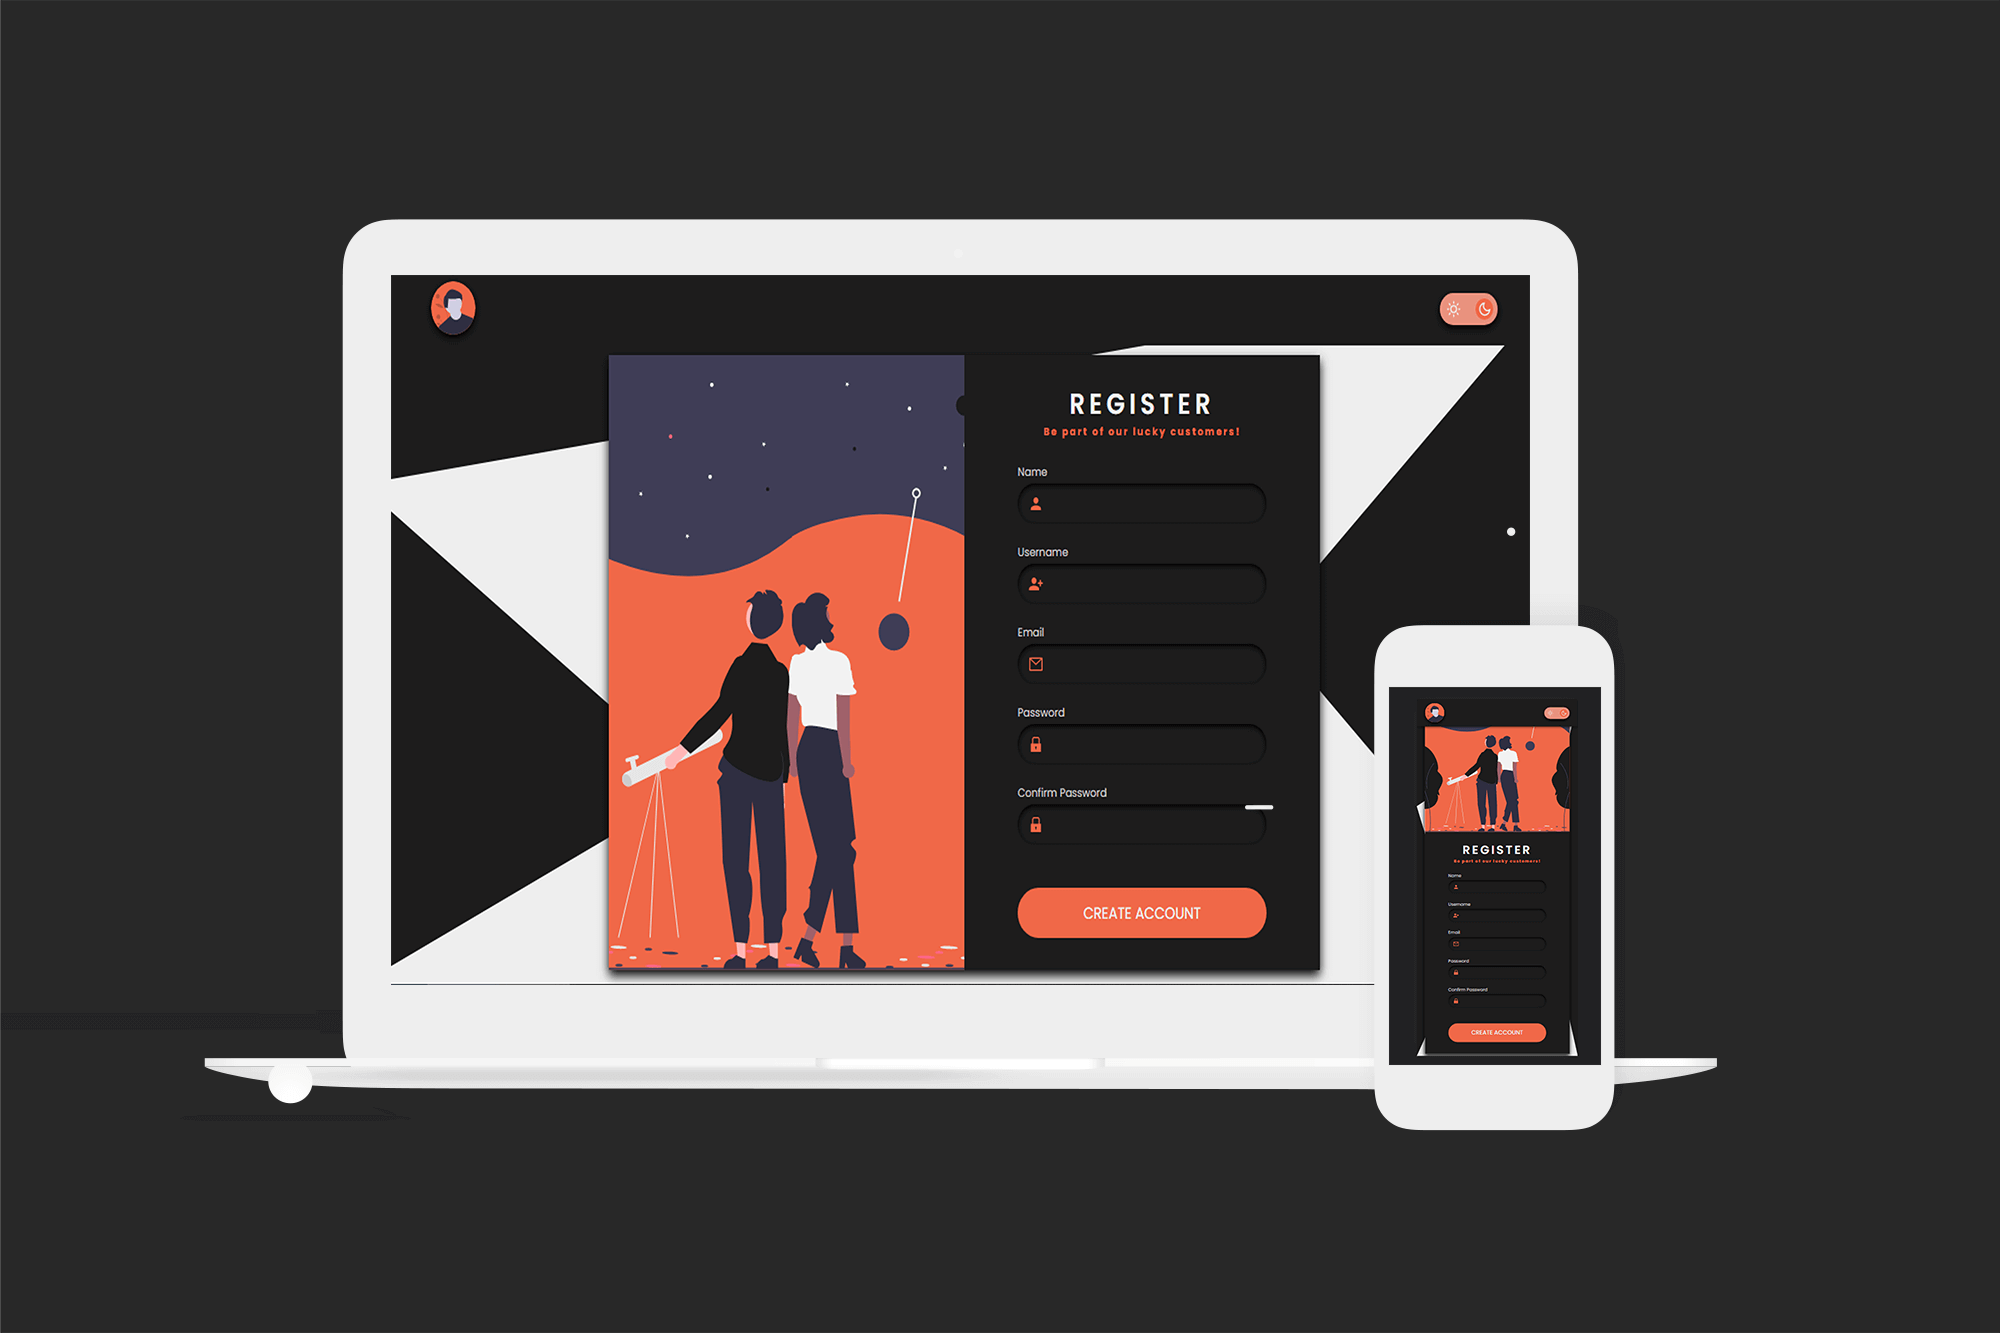 REGISTER
Be part of our lucky customers!
Name
Username
Email
Password
Confirm Password
CREATE ACCOUNT
REGISTER
Be part of our lucky customers!
Name
Username
Email
Password
Confirm Password
CREATE ACCOUNT